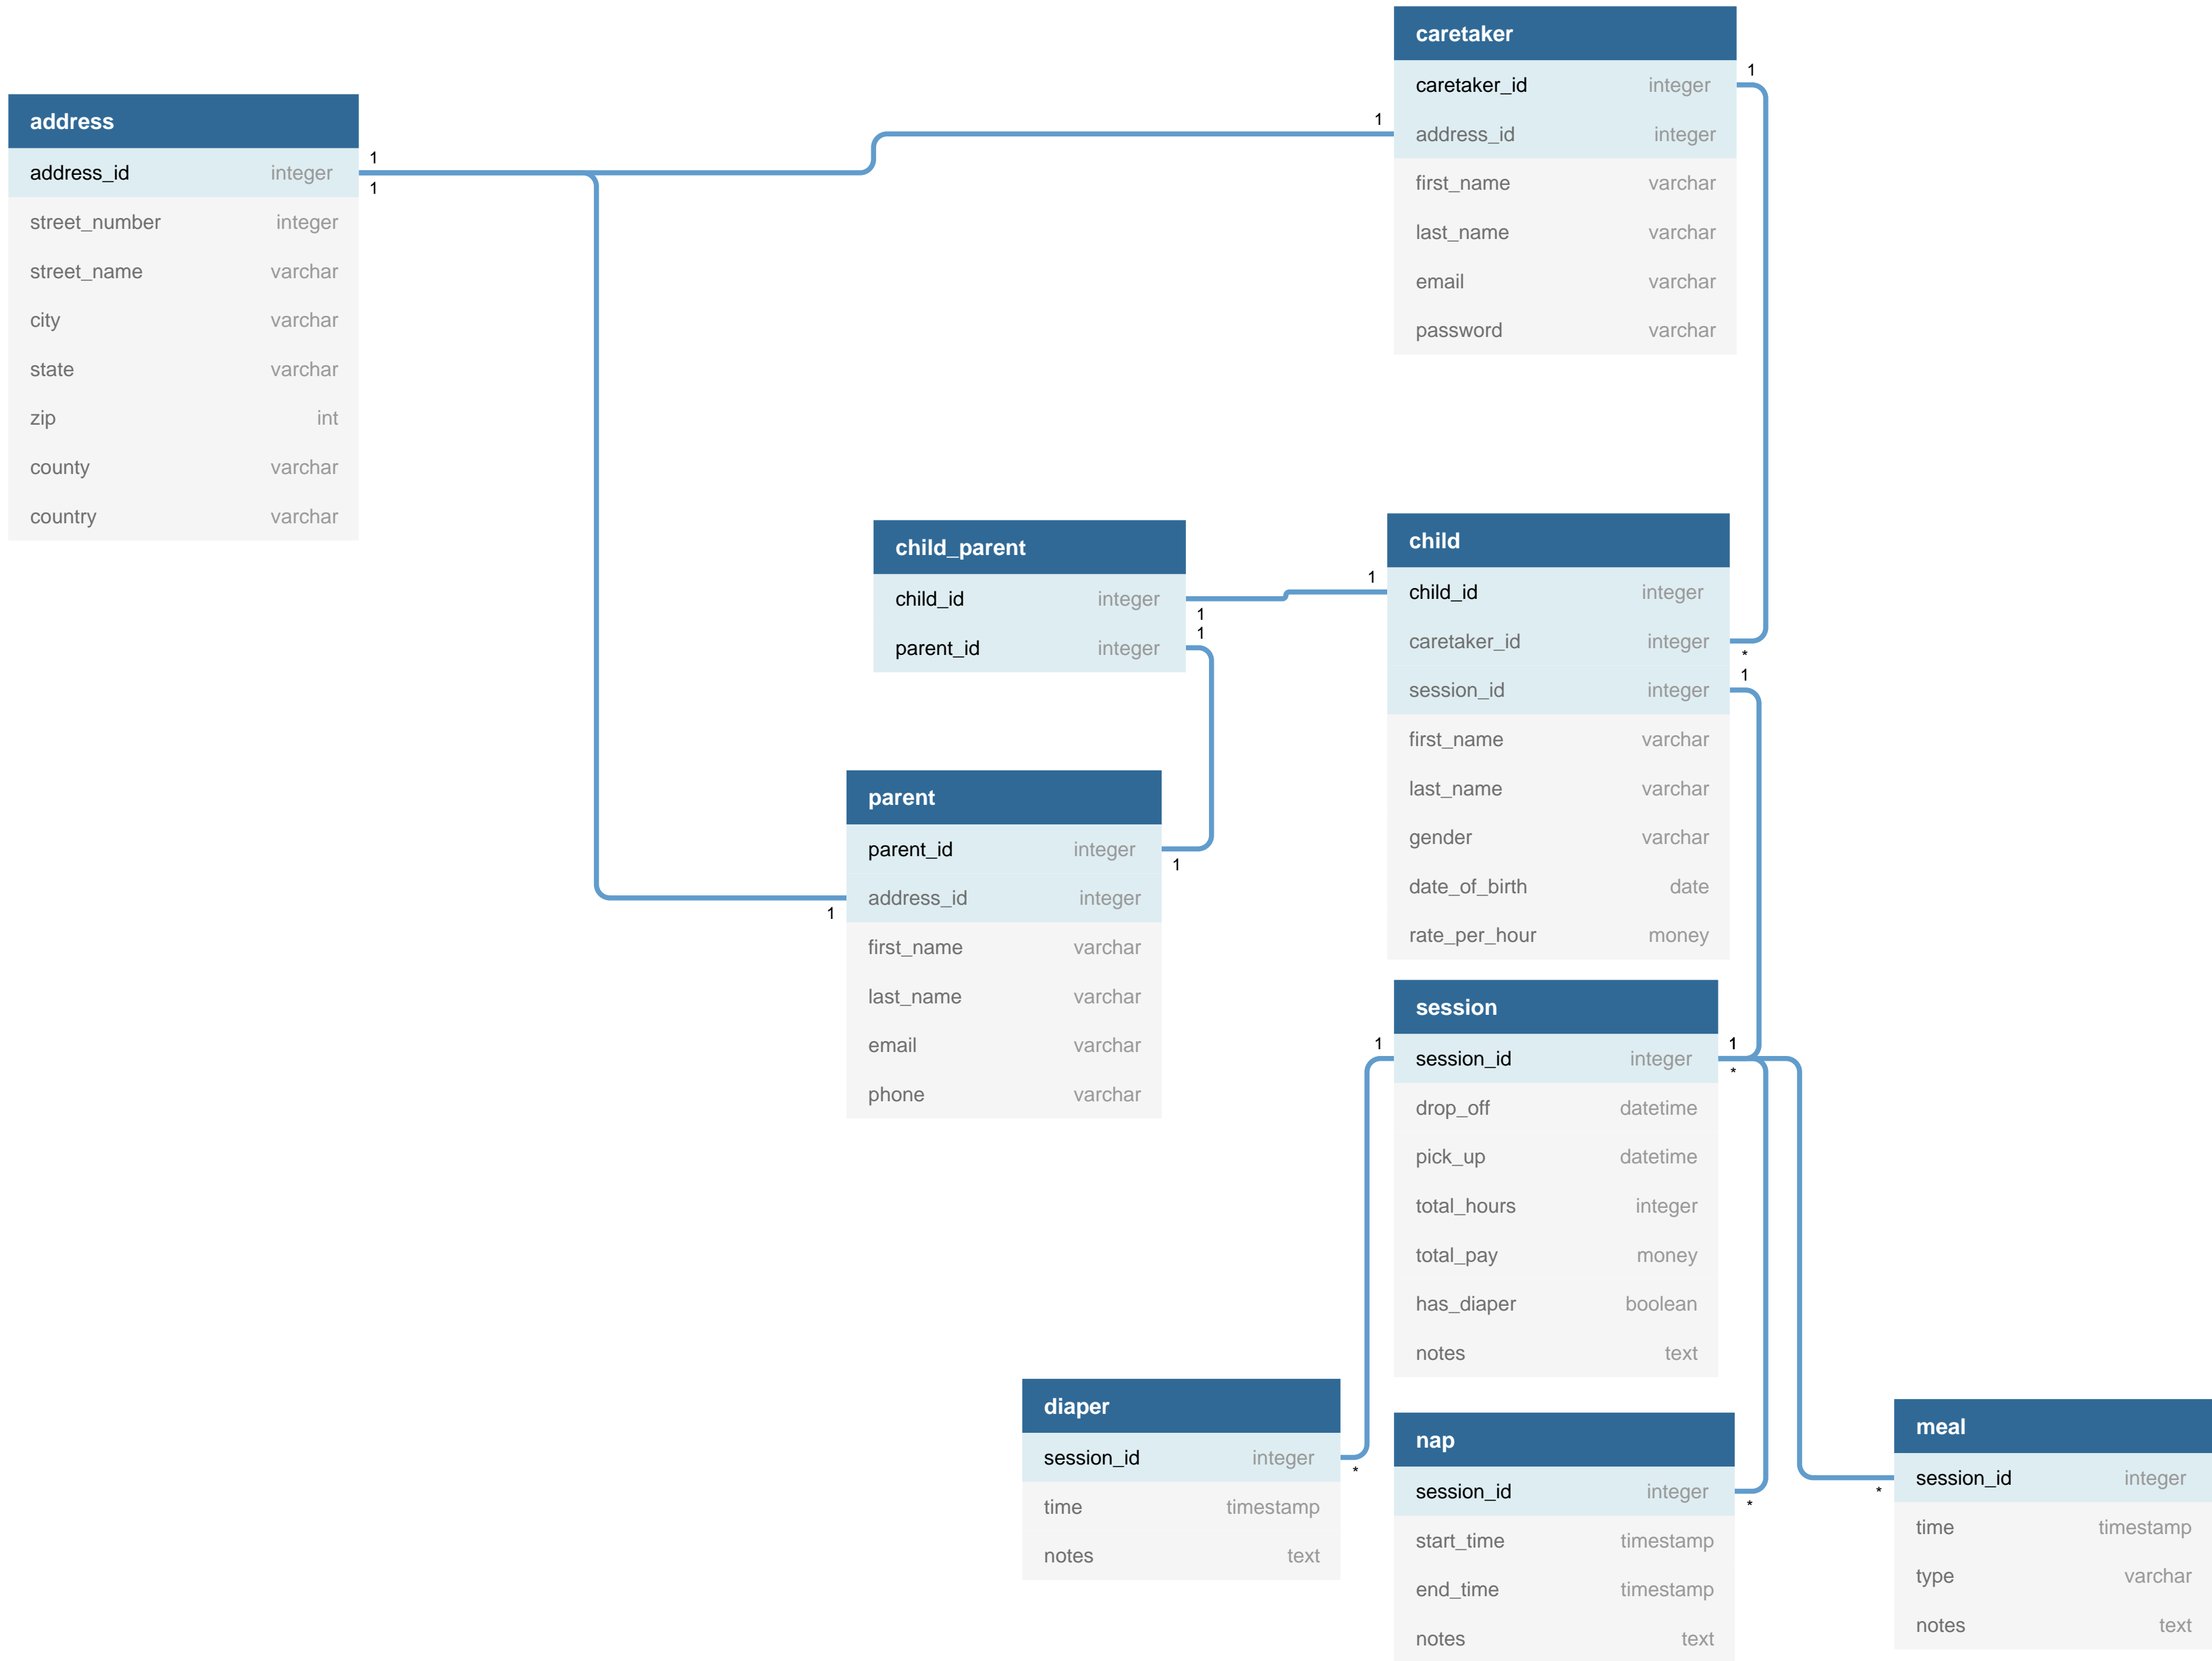 caretaker
caretaker_id integer 1
1 address_id integer
first_name varchar
last_name varchar
email varchar
password varchar
address
address_id integer 1
1
street_number integer
street_name varchar
city varchar
state varchar
zip int
county varchar
country varchar
child_parent
child_id integer
1
1
parent_id integer
child
1
child_id integer
caretaker_id integer
*
1
session_id integer
first_name varchar
last_name varchar
gender varchar
date_of_birth date
rate_per_hour money
parent
parent_id integer
1
address_id integer
1
first_name varchar
last_name varchar
email varchar
phone varchar
session
1 1
session_id integer
*
drop_off datetime
pick_up datetime
total_hours integer
total_pay money
has_diaper boolean
notes text
diaper
session_id integer
*
time timestamp
notes text
nap
session_id integer
*
start_time timestamp
end_time timestamp
notes text
meal
session_id integer
*
time timestamp
type varchar
notes text